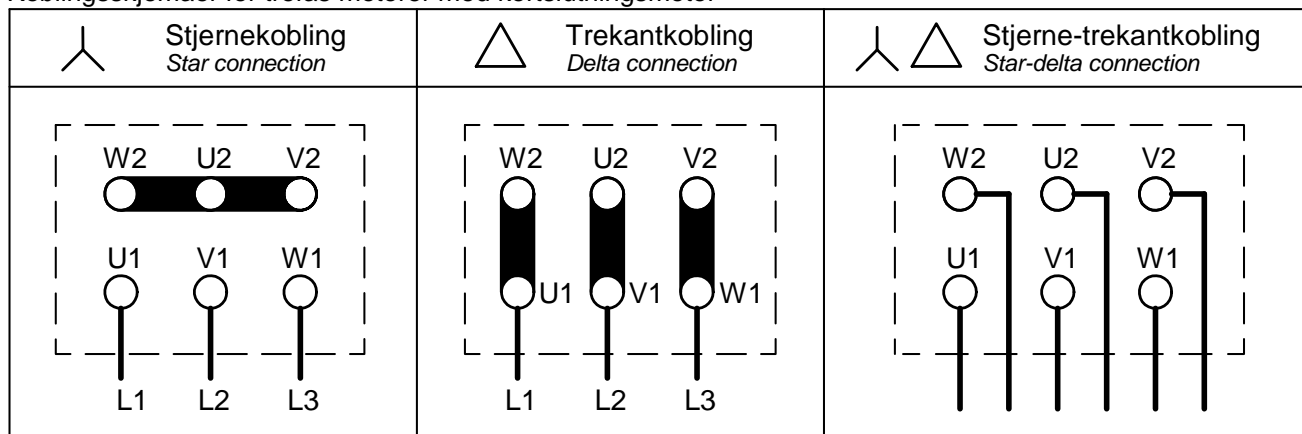 Stjernekobling
Star connection
Trekantkobling
Delta connection
Stjerne-trekantkobling
Star-delta connection
W2 U2 V2
U1 V1 W1
L1 L2 L3
W2 U2 V2
U1 V1 W1
L1 L2 L3
W2 U2 V2
U1 V1 W1